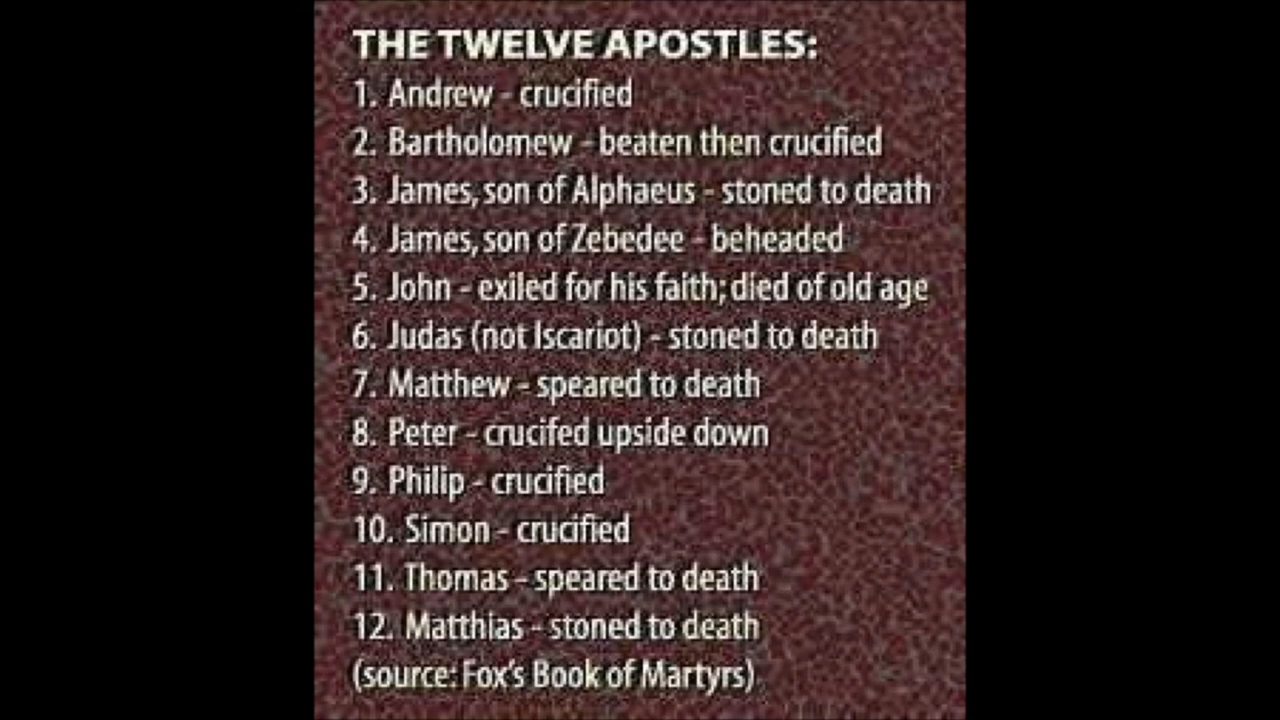 THE TWELVE APOSTLES:
1. Andrew - crucified
2. Bartholomew - beaten then crucified
3. James, son of Alphaeus - stoned to death
4. James, son of Zebedee - beheaded
5. John - exiled for his faith; died of old age
6. Judas (not Iscariot) - stoned to death
7. Matthew - speared to death
8. Peter - crucifed upside down
9. Philip - crucified
10. Simon - crucified
11. Thomas - speared to death
12. Matthias - stoned to death
(source: Fox's Book of Martyrs)